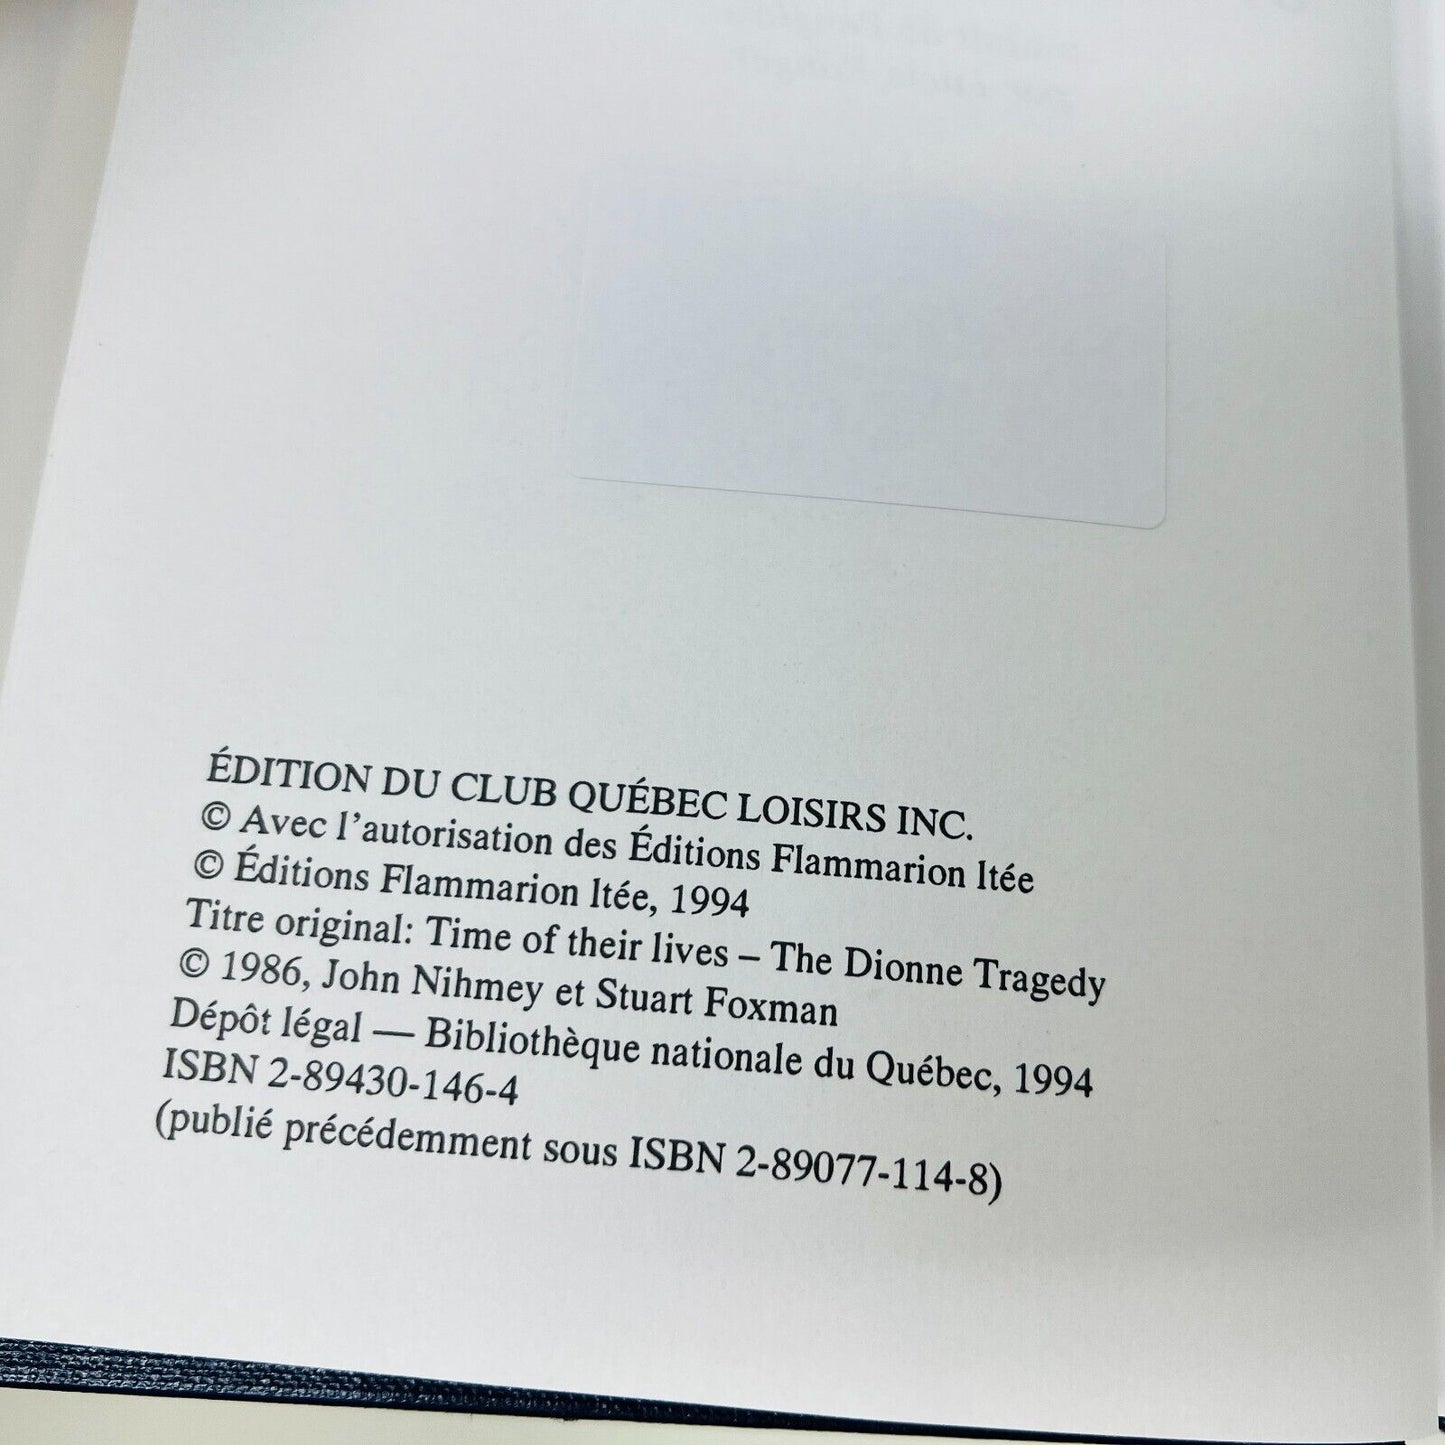 ÉDITION DU CLUB QUÉBEC LOISIRS INC.
© Avec l'autorisation des Éditions Flammarion ltée
© Éditions Flammarion ltée, 1994
Titre original: Time of their lives – The Dionne Tragedy
© 1986, John Nihmey et Stuart Foxman
Dépôt légal — Bibliothèque nationale du Québec, 1994
ISBN 2-89430-146-4
(publié précédemment sous ISBN 2-89077-114-8)